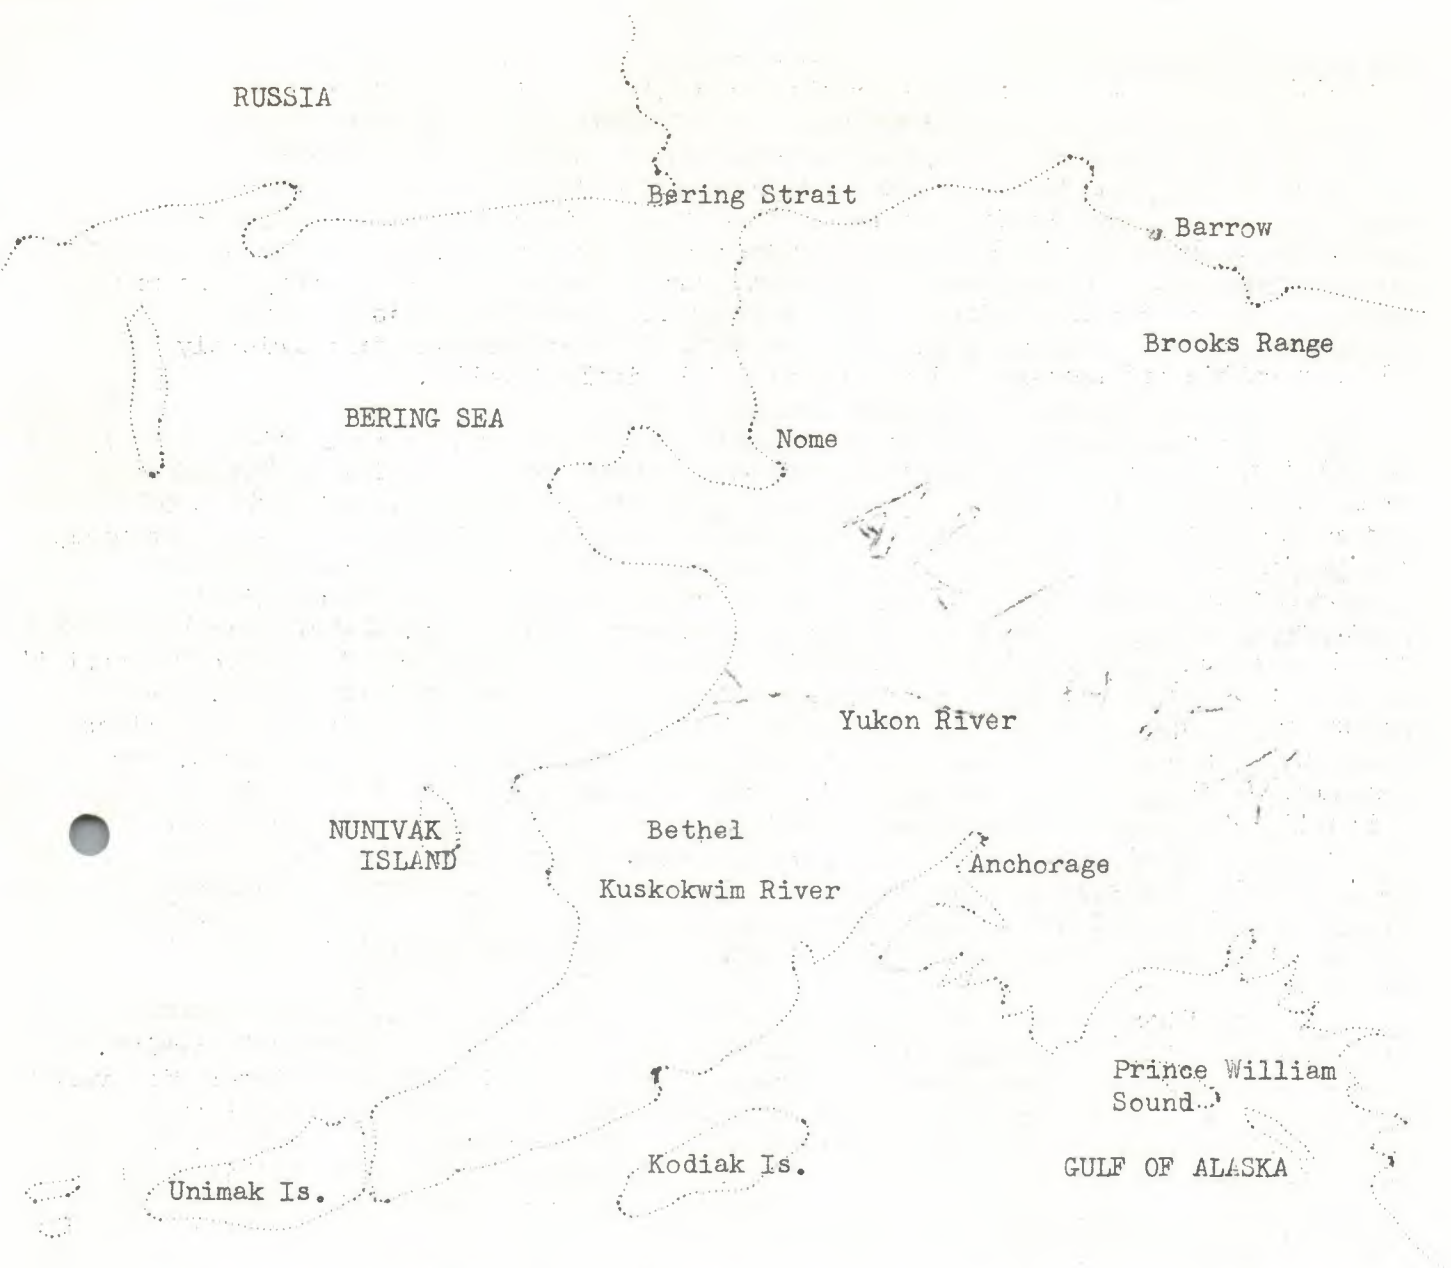 RUSSIA
Bering Strait
Barrow
Brooks Range
BERING SEA
Nome
Yukon River
NUNIVAK
ISLAND
Bethel
Anchorage
Kuskokwim River
Prince William
Sound
Kodiak Is.
GULF OF ALASKA
Unimak Is.